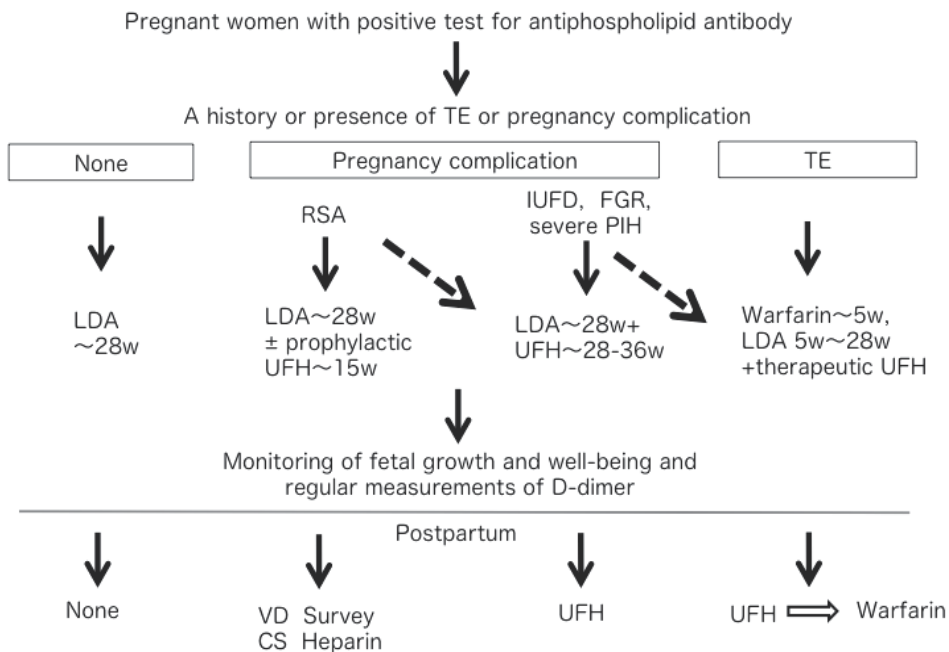 Pregnant women with positive test for antiphospholipid antibody
A history or presence of TE or pregnancy complication
None
Pregnancy complication
TE
RSA
IUFD, FGR,
severe PIH
LDA
~28w
LDA~28w
± prophylactic
UFH~15w
LDA~28w+
UFH~28-36w
Warfarin~5w,
LDA 5w~28w
+therapeutic UFH
Monitoring of fetal growth and well-being and
regular measurements of D-dimer
Postpartum
None
VD Survey
CS Heparin
UFH
UFH
Warfarin